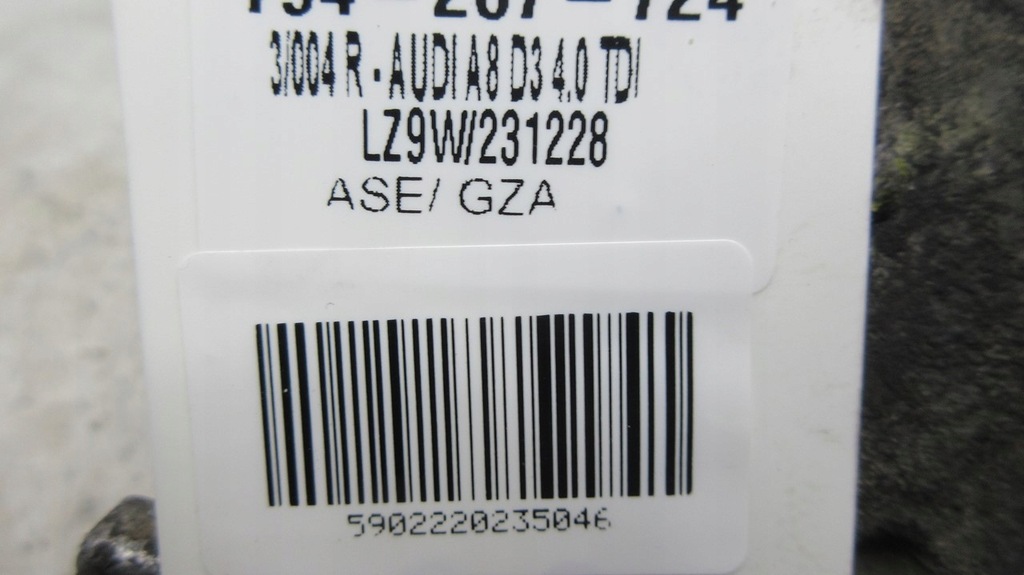 3/004 R - AUDI A8 D3 4.0 TDI
LZ9W/231228
ASE/ GZA
5902220235046